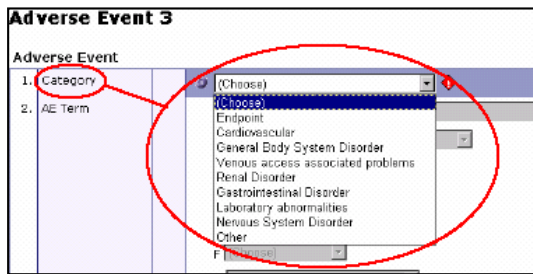 Adverse Event 3
Adverse Event
1. Category
(Choose)
(Choose)
2. AE Term
Endpoint
Cardiovascular
General Body System Disorder
Venous access associated problems
Renal Disorder
Gastrointestinal Disorder
Laboratory abnormalities
Nervous System Disorder
Other
F (Choose)